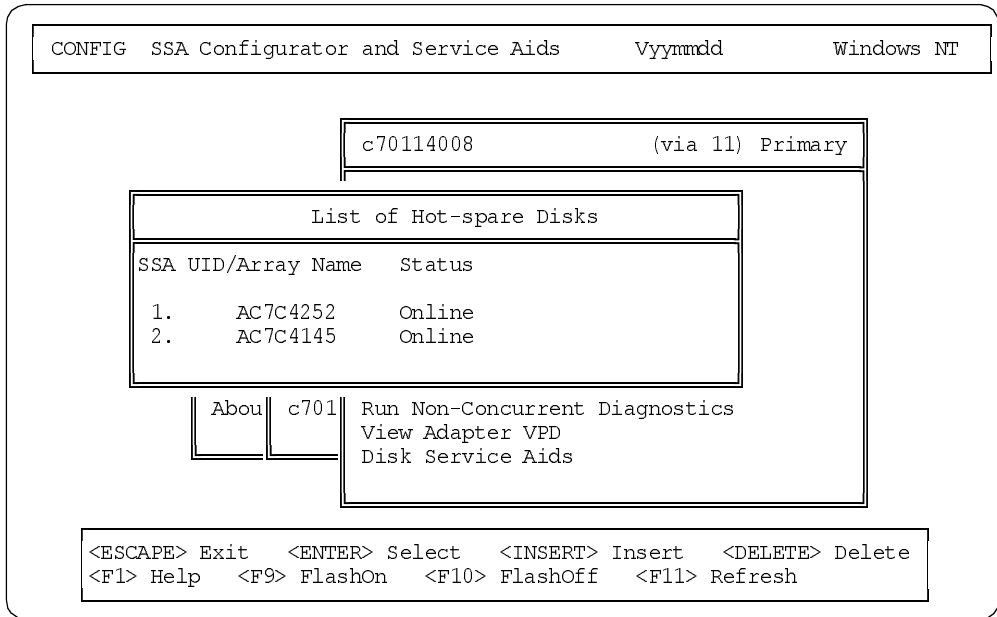 CONFIG SSA Configurator and Service Aids Vyymmdd Windows NT
c70114008 (via 11) Primary
List of Hot-spare Disks
SSA UID/Array Name Status
1. AC7C4252 Online
2. AC7C4145 Online
Abou c701 Run Non-Concurrent Diagnostics
View Adapter VPD
Disk Service Aids
<ESCAPE> Exit <ENTER> Select <INSERT> Insert <DELETE> Delete
<F1> Help <F9> FlashOn <F10> FlashOff <F11> Refresh